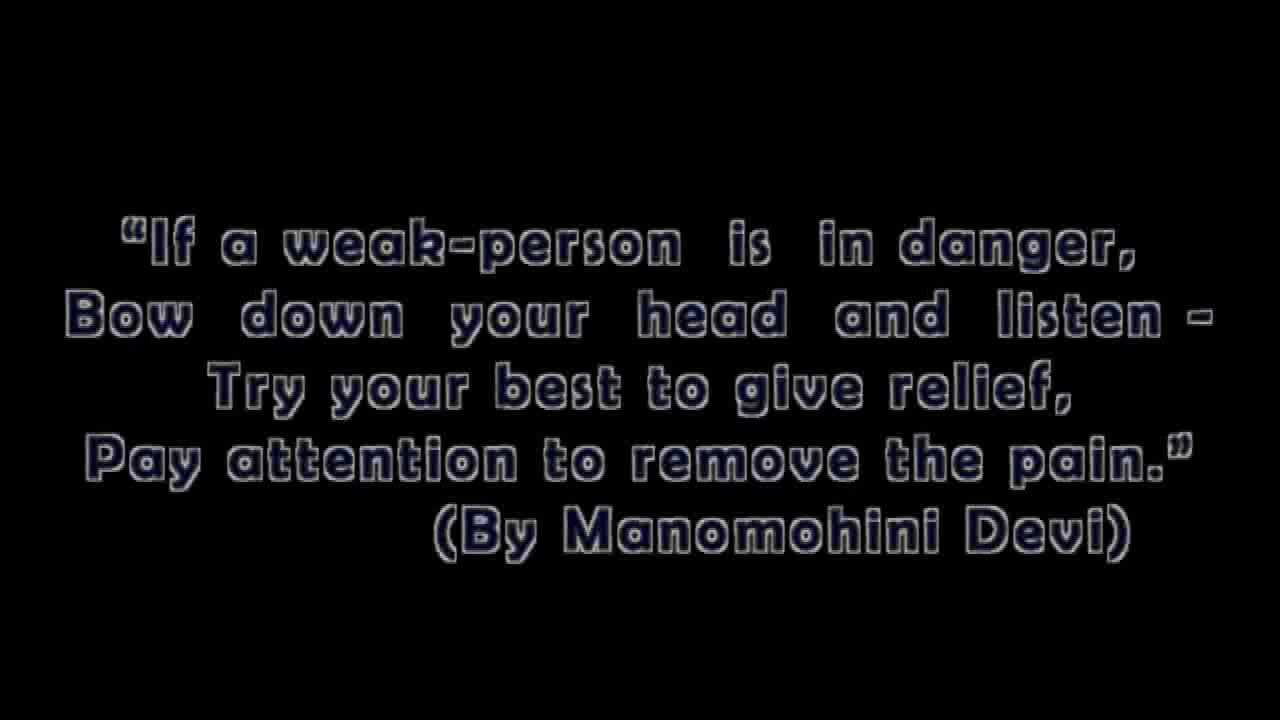 “If a weak-person is in danger,
Bow down your head and listen -
Try your best to give relief,
Pay attention to remove the pain.”
(By Manomohini Devi)